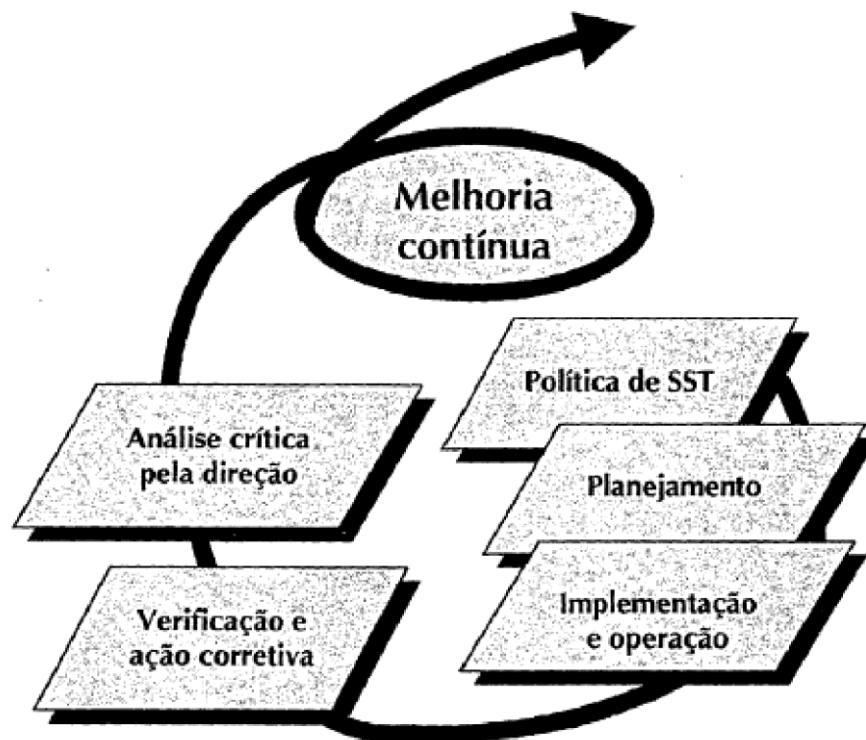 Melhoria
contínua
Política de SST
Planejamento
Implementação
e operação
Verificação e
ação corretiva
Análise crítica
pela direção